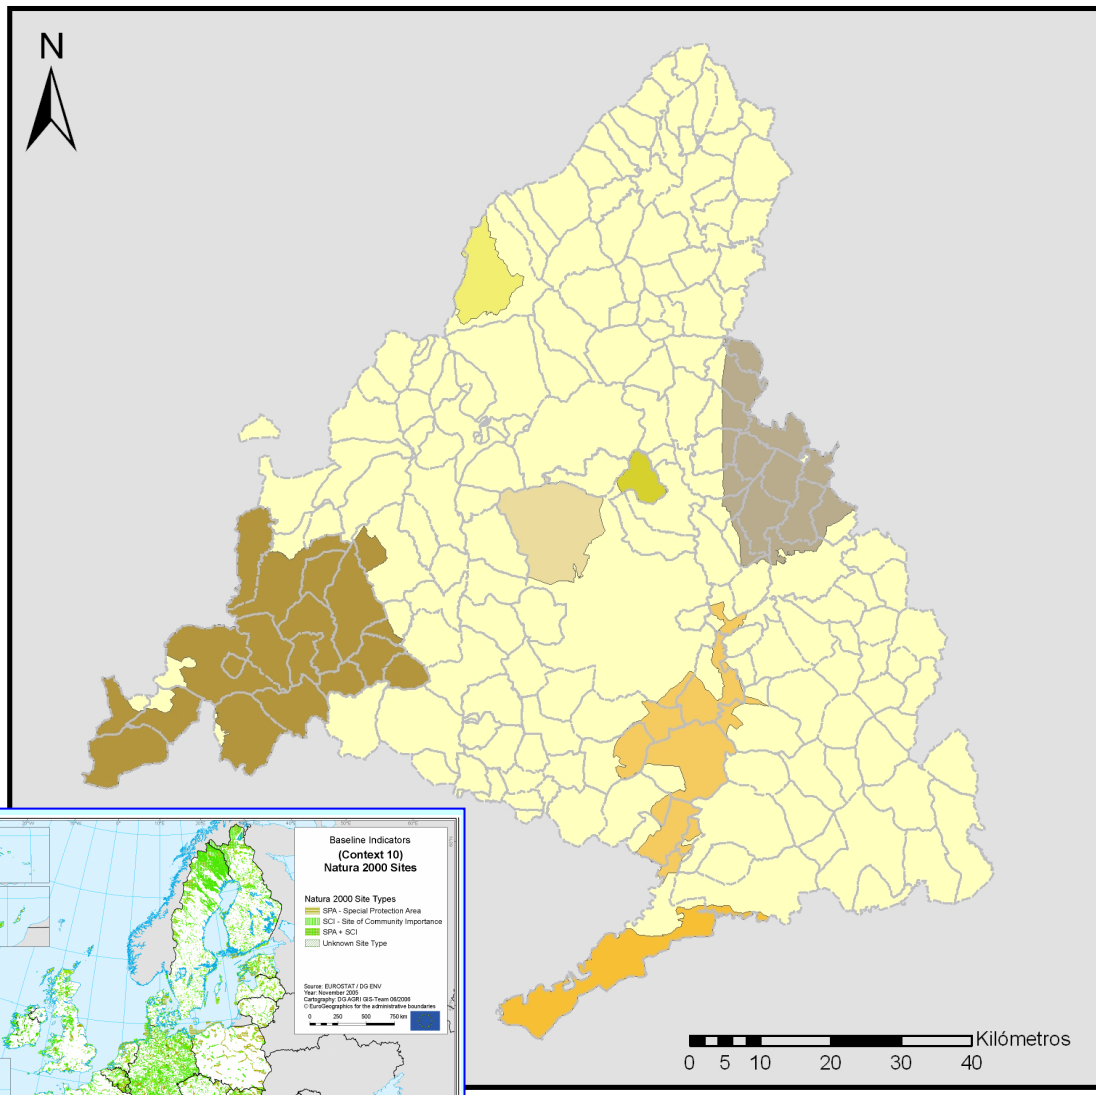 N
Kilómetros
0 5 10 20 30 40
Baseline Indicators
(Context 10)
Natura 2000 Sites
Natura 2000 Site Types
SPA - Special Protection Area
SCI - Site of Community Importance
SPA + SCI
Unknown Site Type
Source: EUROSTAT / DG ENV
Year: November 2005
Cartography: DG AGRI GIS-Team 06/2006
© EuroGeographics for the administrative boundaries
0 250 500 750 km